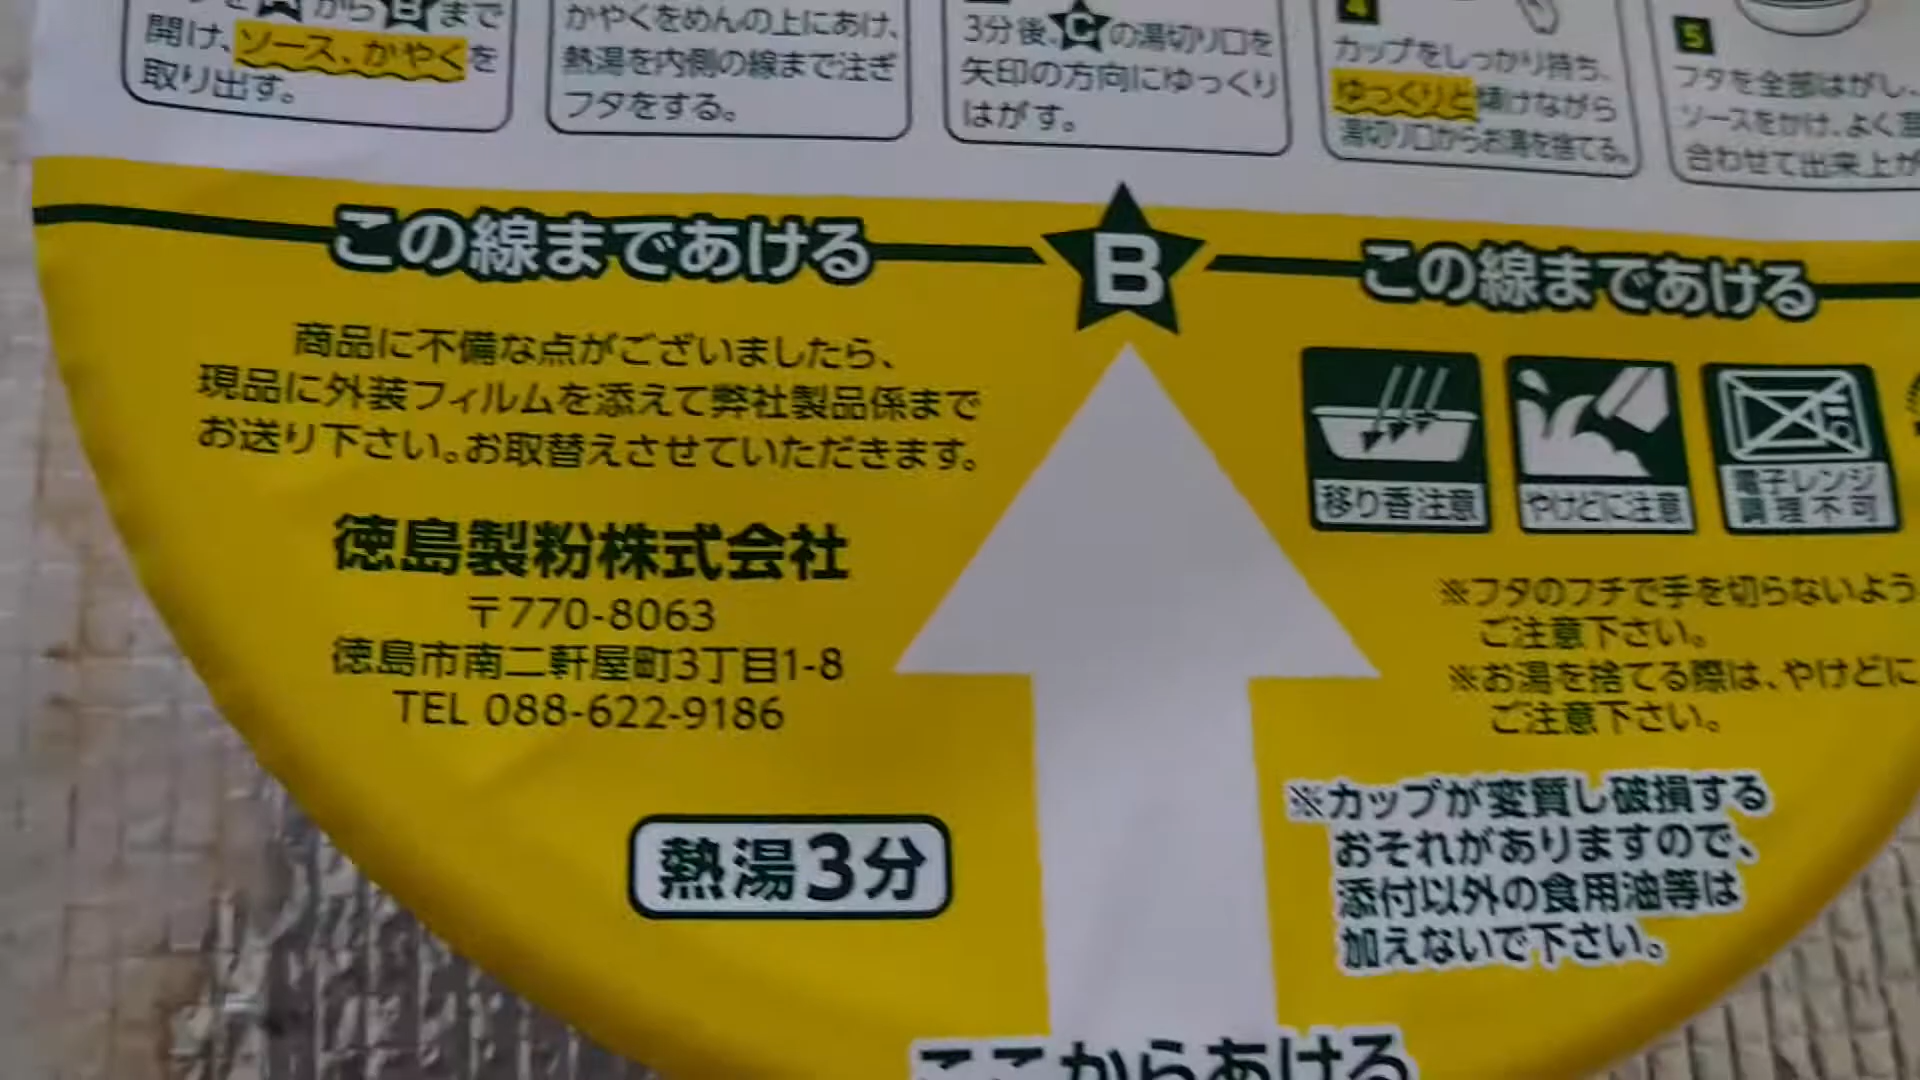 からBまで
開け、ソース、かやくを
取り出す。
かやくをめんの上にあけ、
熱湯を内側の線まで注ぎ
フタをする。
3分後、Cの湯切り口を
矢印の方向にゆっくり
はがす。
4
カップをしっかり持ち、
ゆっくりと傾けながら
湯切り口からお湯を捨てる。
5
フタを全部はがし、
ソースをかけ、よく
合わせて出来上が
この線まであける
B
この線まであける
商品に不備な点がございましたら、
現品に外装フィルムを添えて弊社製品係まで
お送り下さい。お取替えさせていただきます。
徳島製粉株式会社
〒770-8063
徳島市南二軒屋町3丁目1-8
TEL 088-622-9186
熱湯3分
移り香注意
やけどに注意
電子レンジ
調理不可
※フタのフチで手を切らないよう
ご注意下さい。
※お湯を捨てる際は、やけどに
ご注意下さい。
※カップが変質し破損する
おそれがありますので、
添付以外の食用油等は
加えないで下さい。
ここからあける